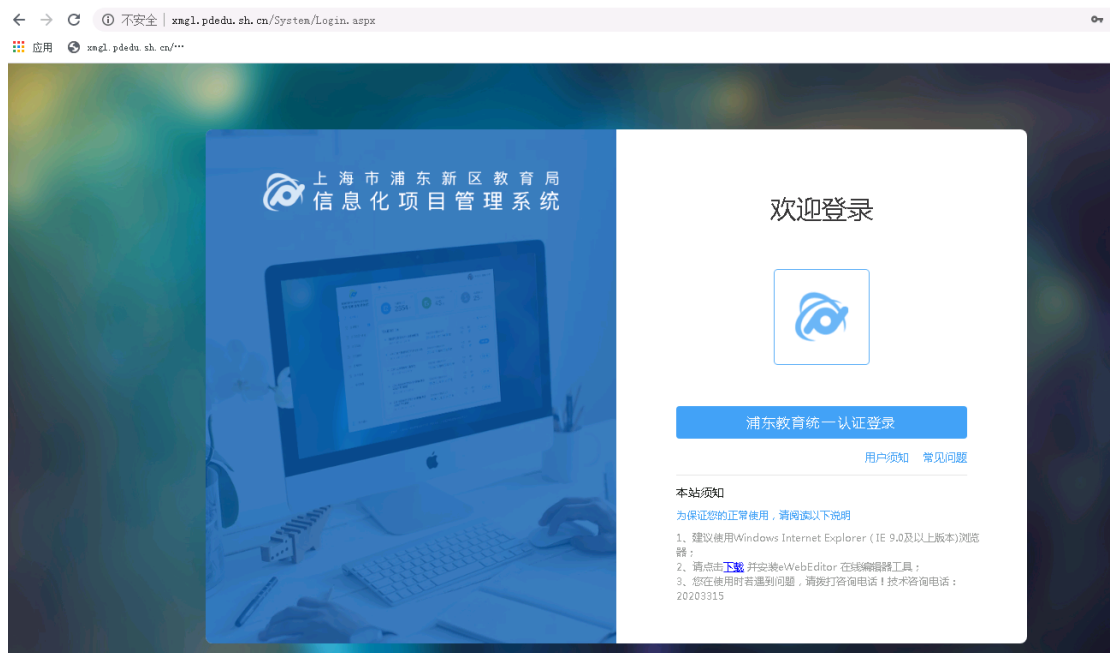 不安全 xmgl.pdedu.sh.cn/System/Login.aspx
应用 xmgl.pdedu.sh.cn/…
上海市浦东新区教育局
信息化项目管理系统
欢迎登录
浦东教育统一认证登录
用户须知 常见问题
本站须知
为保证您的正常使用，请阅读以下说明
1、建议使用Windows Internet Explorer ( IE 9.0及以上版本)浏览
器；
2、请点击下载 并安装eWebEditor 在线编辑器工具；
3、您在使用时若遇到问题，请拨打咨询电话！技术咨询电话：
20203315